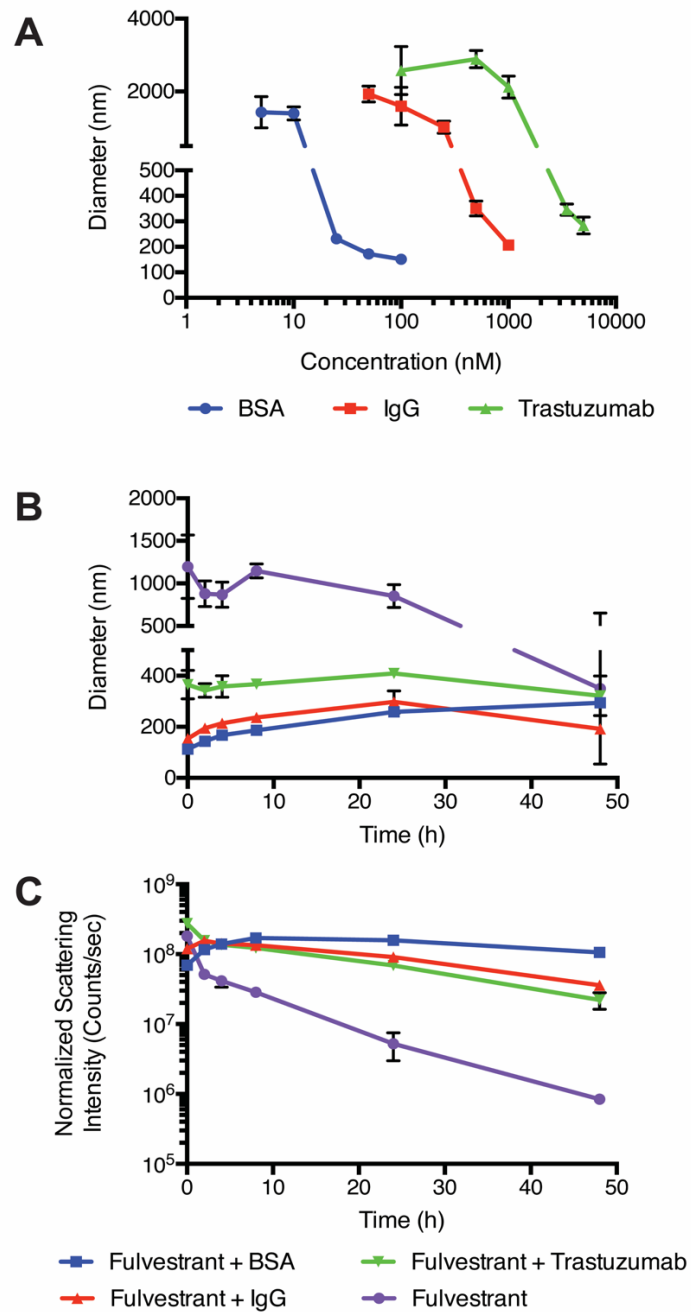 A
4000
2000
Diameter (nm)
500
400
300
200
100
0
1 10 100 1000 10000
Concentration (nM)
BSA IgG Trastuzumab
B
2000
1500
1000
500
Diameter (nm)
400
200
0
0 10 20 30 40 50
Time (h)
C
10⁹
10⁸
10⁷
10⁶
10⁵
Normalized Scattering
Intensity (Counts/sec)
0 10 20 30 40 50
Time (h)
Fulvestrant + BSA Fulvestrant + Trastuzumab
Fulvestrant + IgG Fulvestrant